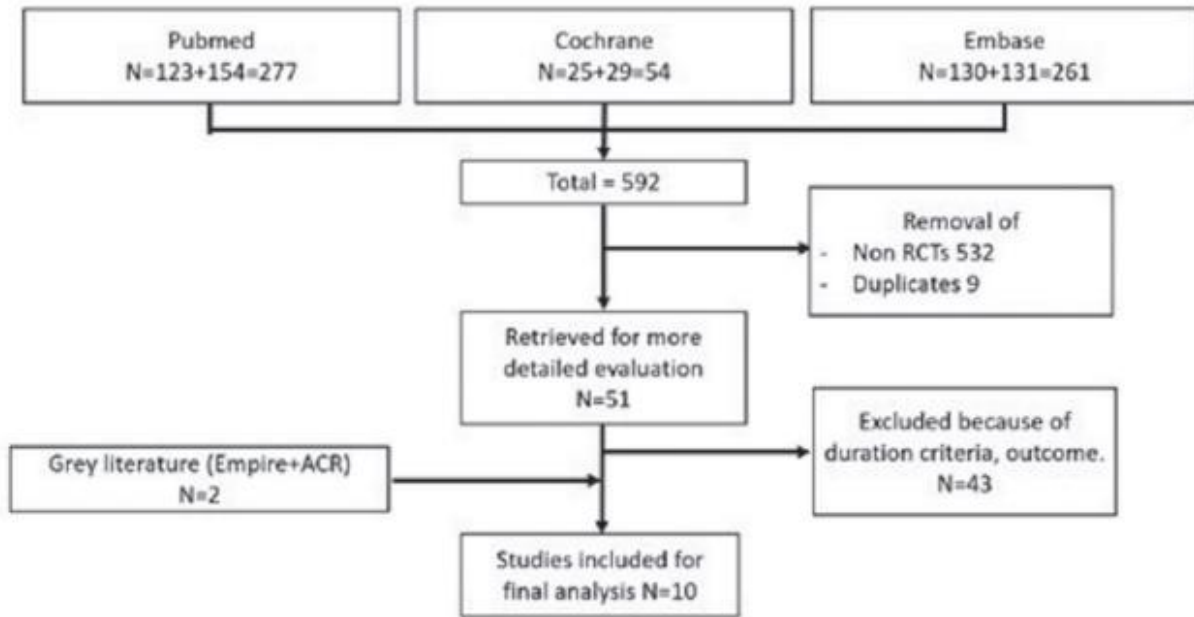 Pubmed
N=123+154=277
Cochrane
N=25+29=54
Embase
N=130+131=261
Total = 592
Removal of
- Non RCTs 532
- Duplicates 9
Retrieved for more
detailed evaluation
N=51
Excluded because of
duration criteria, outcome.
N=43
Grey literature (Empire+ACR)
N=2
Studies included for
final analysis N=10